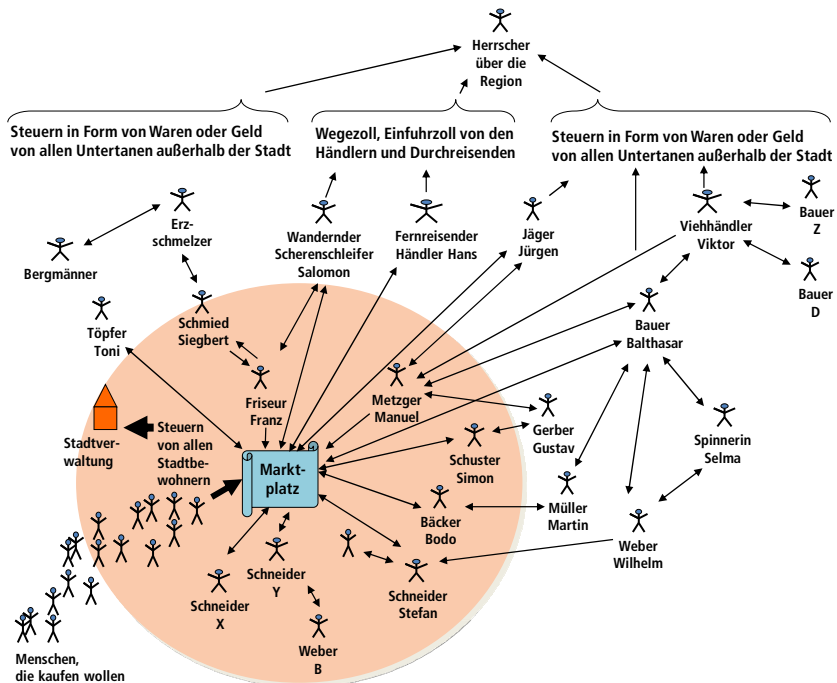 Herrscher
über die
Region
Steuern in Form von Waren oder Geld
von allen Untertanen außerhalb der Stadt
Wegezoll, Einfuhrzoll von den
Händlern und Durchreisenden
Steuern in Form von Waren oder Geld
von allen Untertanen außerhalb der Stadt
Erz-
schmelzer
Bergmänner
Wandernder
Scherenschleifer
Salomon
Fernreisender
Händler Hans
Jäger
Jürgen
Viehhändler
Viktor
Bauer
Z
Bauer
D
Töpfer
Toni
Schmied
Siegbert
Bauer
Balthasar
Friseur
Franz
Metzger
Manuel
Gerber
Gustav
Spinnerin
Selma
Stadtver-
waltung
Steuern
von allen
Stadtbe-
wohnern
Markt-
platz
Schuster
Simon
Bäcker
Bodo
Müller
Martin
Weber
Wilhelm
Schneider
X
Schneider
Y
Schneider
Stefan
Weber
B
Menschen,
die kaufen wollen